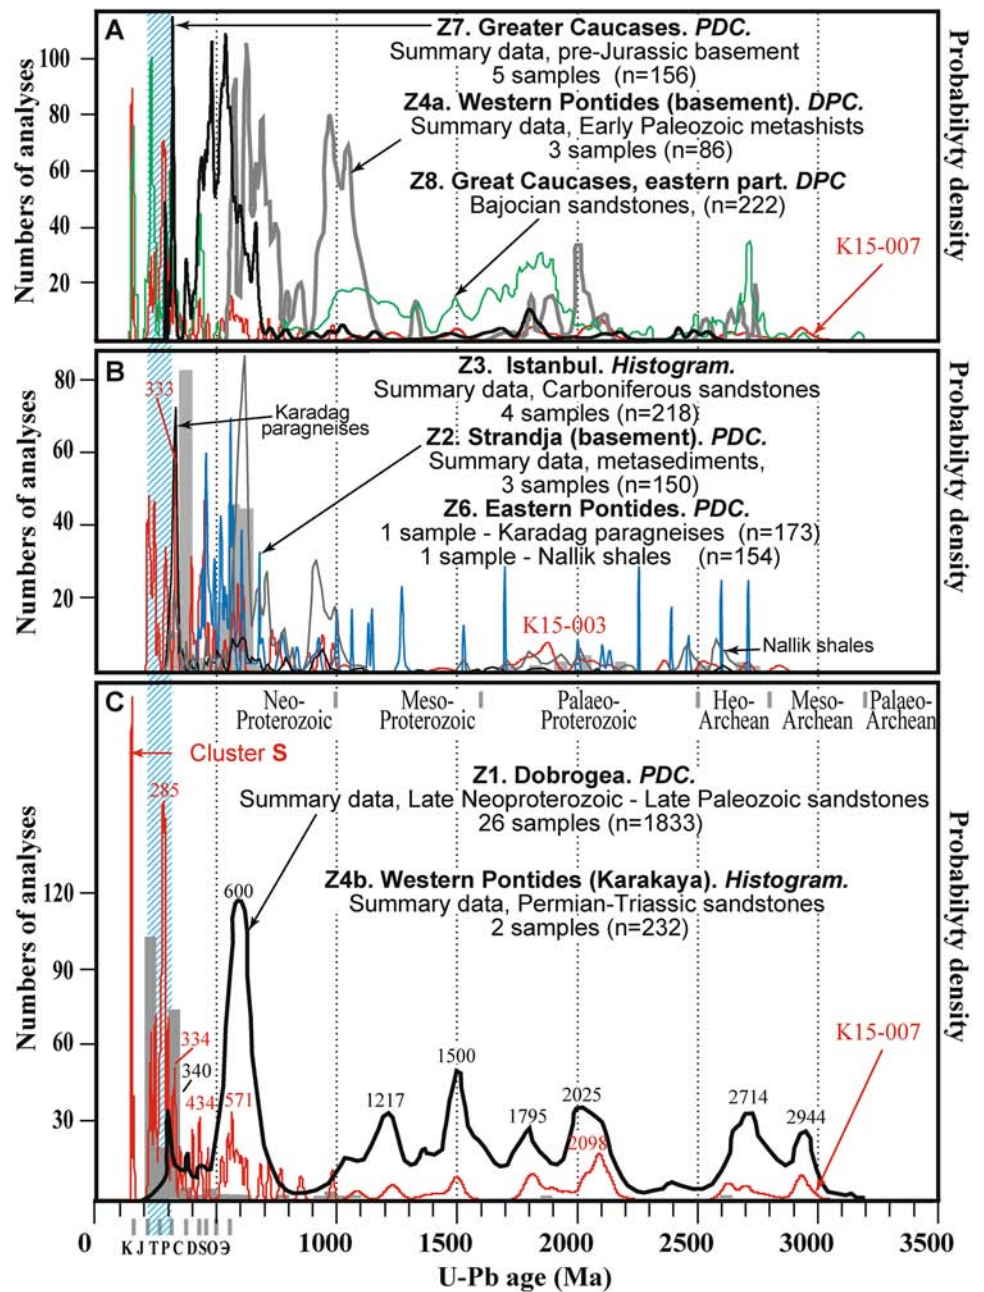 A
Z7. Greater Caucases. PDC.
Summary data, pre-Jurassic basement
5 samples (n=156)
Z4a. Western Pontides (basement). DPC.
Summary data, Early Paleozoic metashists
3 samples (n=86)
Z8. Great Caucases, eastern part. DPC
Bajocian sandstones, (n=222)
K15-007
100
80
60
40
20
Numbers of analyses
Probabilyty density
B
Z3. Istanbul. Histogram.
Summary data, Carboniferous sandstones
4 samples (n=218)
Z2. Strandja (basement). PDC.
Summary data, metasediments,
3 samples (n=150)
Z6. Eastern Pontides. PDC.
1 sample - Karadag paragneises (n=173)
1 sample - Nallik shales (n=154)
333
Karadag
paragneises
K15-003
Nallik shales
80
60
40
20
Numbers of analyses
Probabilyty density
C
Neo-
Proterozoic
Meso-
Proterozoic
Palaeo-
Proterozoic
Heo-
Archean
Meso-
Archean
Palaeo-
Archean
Cluster S
285
Z1. Dobrogea. PDC.
Summary data, Late Neoproterozoic - Late Paleozoic sandstones
26 samples (n=1833)
Z4b. Western Pontides (Karakaya). Histogram.
Summary data, Permian-Triassic sandstones
2 samples (n=232)
600
334
340
434
571
1217
1500
1795
2025
2098
2714
2944
K15-007
120
90
60
30
Numbers of analyses
Probabilyty density
K J T P C D S O Э
0 1000 1500 2000 2500 3000 3500
U-Pb age (Ma)